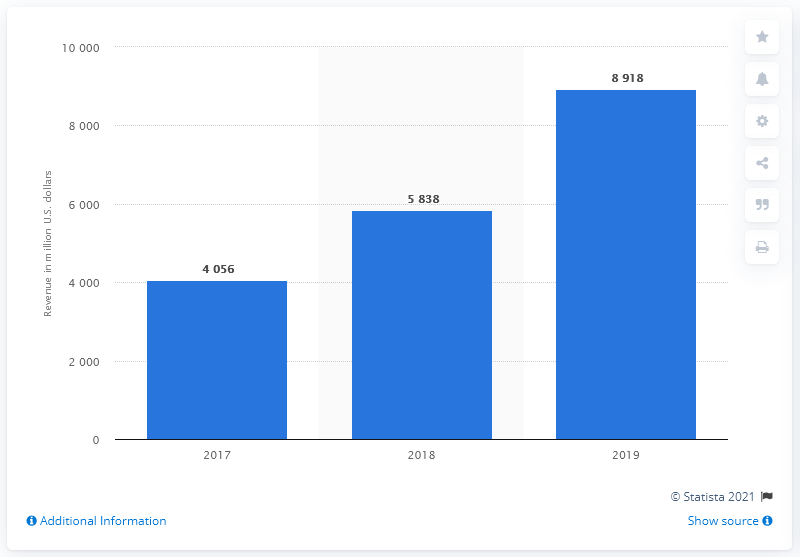 10 000
8 918
8 000
Revenue in million U.S. dollars
6 000
5 838
4 056
4 000
2 000
0
2017 2018 2019
© Statista 2021
Additional Information
Show source